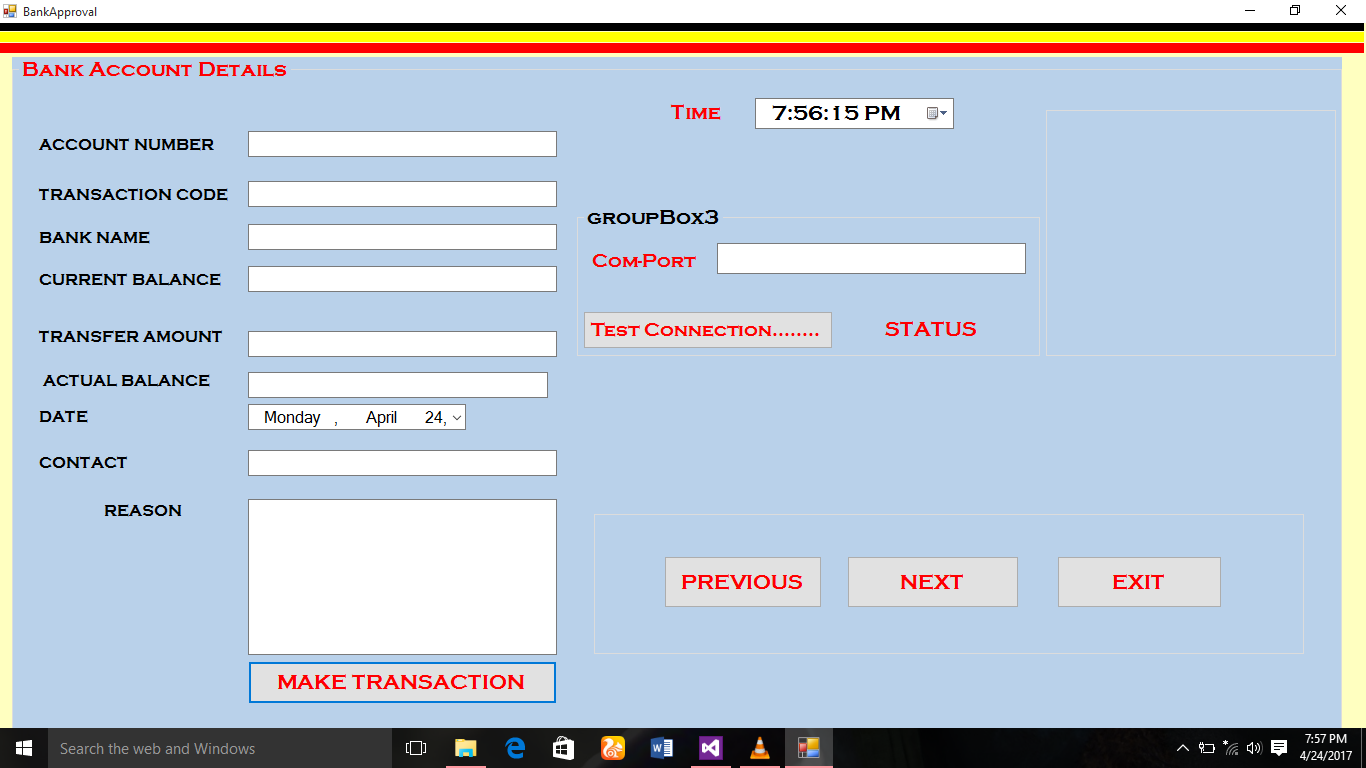 BankApproval
Bank Account Details
Time
7:56:15 PM
ACCOUNT NUMBER
TRANSACTION CODE
BANK NAME
CURRENT BALANCE
TRANSFER AMOUNT
ACTUAL BALANCE
DATE
Monday , April 24,
CONTACT
REASON
MAKE TRANSACTION
groupBox3
Com-Port
Test Connection........
STATUS
PREVIOUS
NEXT
EXIT
Search the web and Windows
7:57 PM
4/24/2017